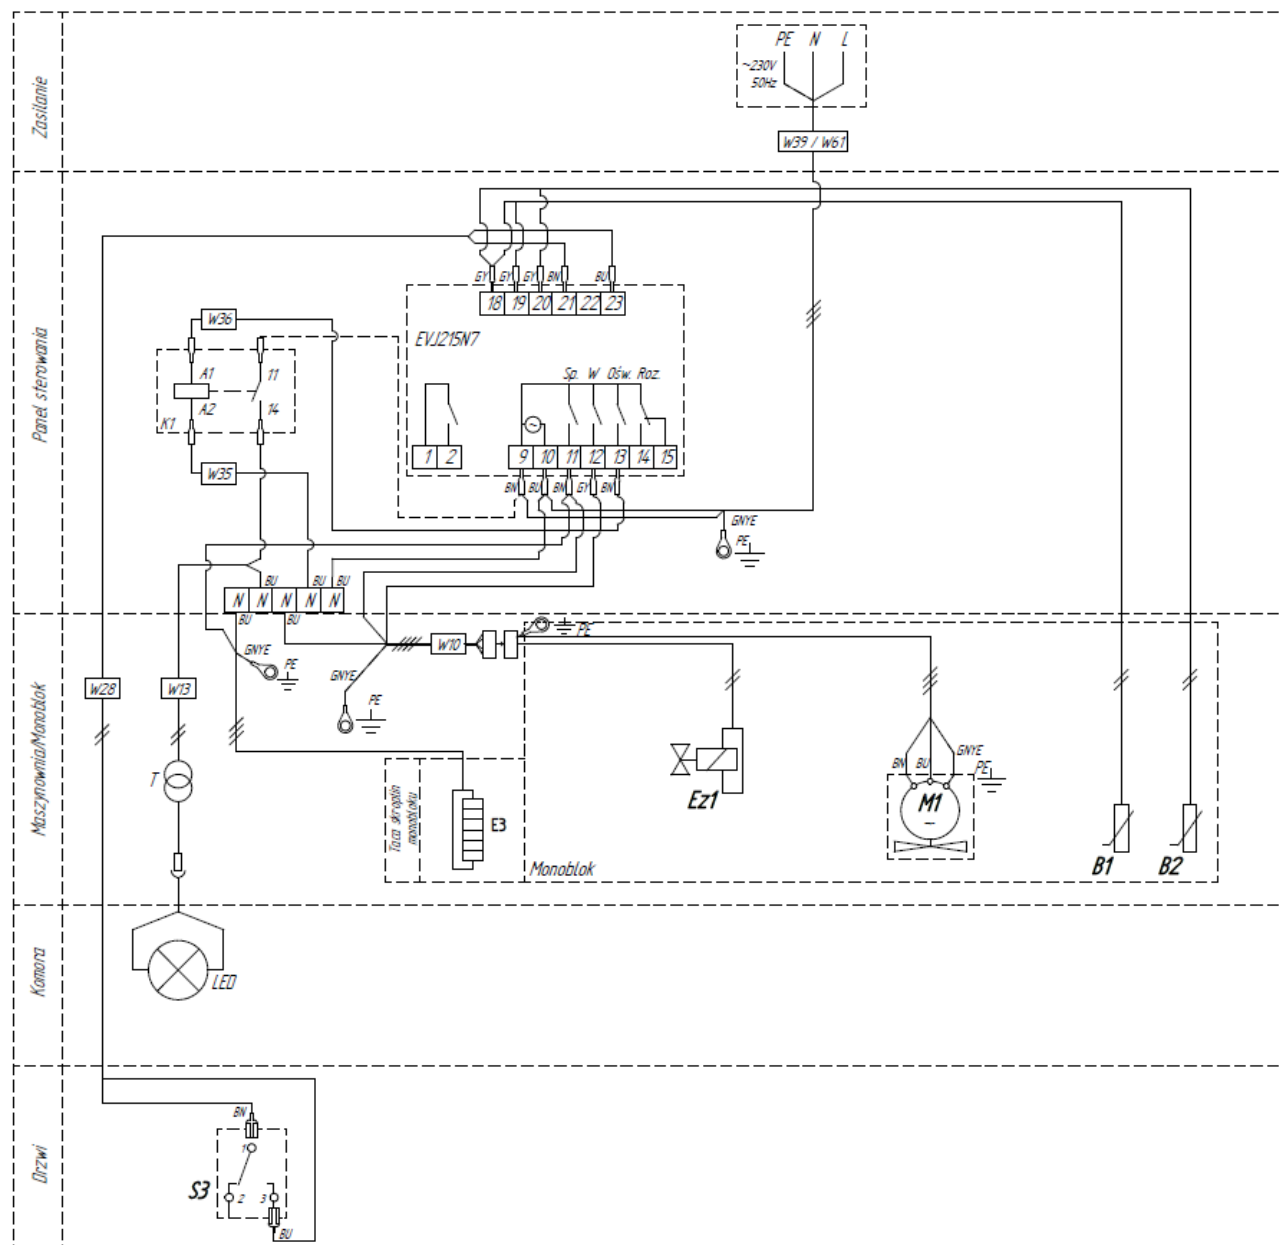 Zasilanie
PE N L
~230V
50Hz
W39 / W61
Panel sterowania
GY GY GY BN BU
18 19 20 21 22 23
EVJ215N7
W36
A1 11
A2 14
K1
W35
Sp. W Ośw. Roz.
1 2
9 10 11 12 13 14 15
BN BU BN GY BN
GNYE
PE
BU BU BU
N N N N N
BU BU
Maszynownia/Monoblok
W10
PE
PE
GNYE
PE
W28
W13
T
Taca skroplin
monobloku
E3
Ez1
BN BU GNYE
PE
M1
B1
B2
Monoblok
Komora
LED
Drzwi
BN
1
S3
2 3
BU